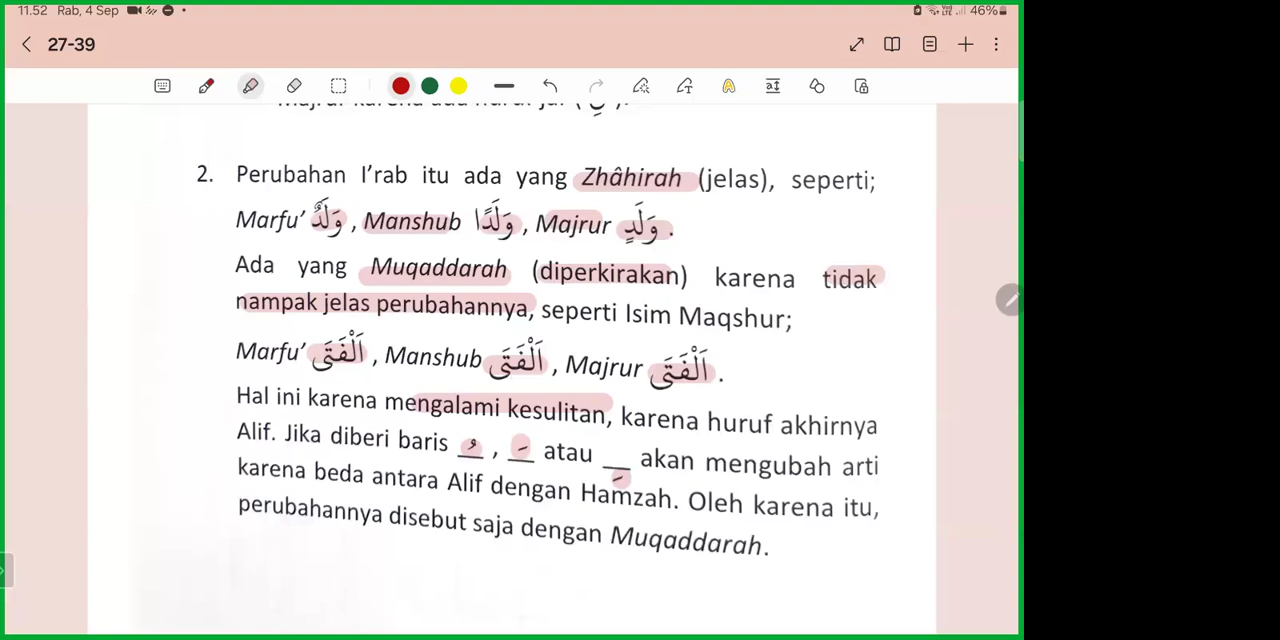 11.52 Rab, 4 Sep
46%
27-39
2. Perubahan I’rab itu ada yang Zhâhirah (jelas), seperti;
Marfu’ وَلَدٌ , Manshub وَلَدًا , Majrur وَلَدٍ .
Ada yang Muqaddarah (diperkirakan) karena tidak
nampak jelas perubahannya, seperti Isim Maqshur;
Marfu’ اَلْفَتَى , Manshub اَلْفَتَى , Majrur اَلْفَتَى .
Hal ini karena mengalami kesulitan, karena huruf akhirnya
Alif. Jika diberi baris ـُ , ـَ atau ـِ akan mengubah arti
karena beda antara Alif dengan Hamzah. Oleh karena itu,
perubahannya disebut saja dengan Muqaddarah.